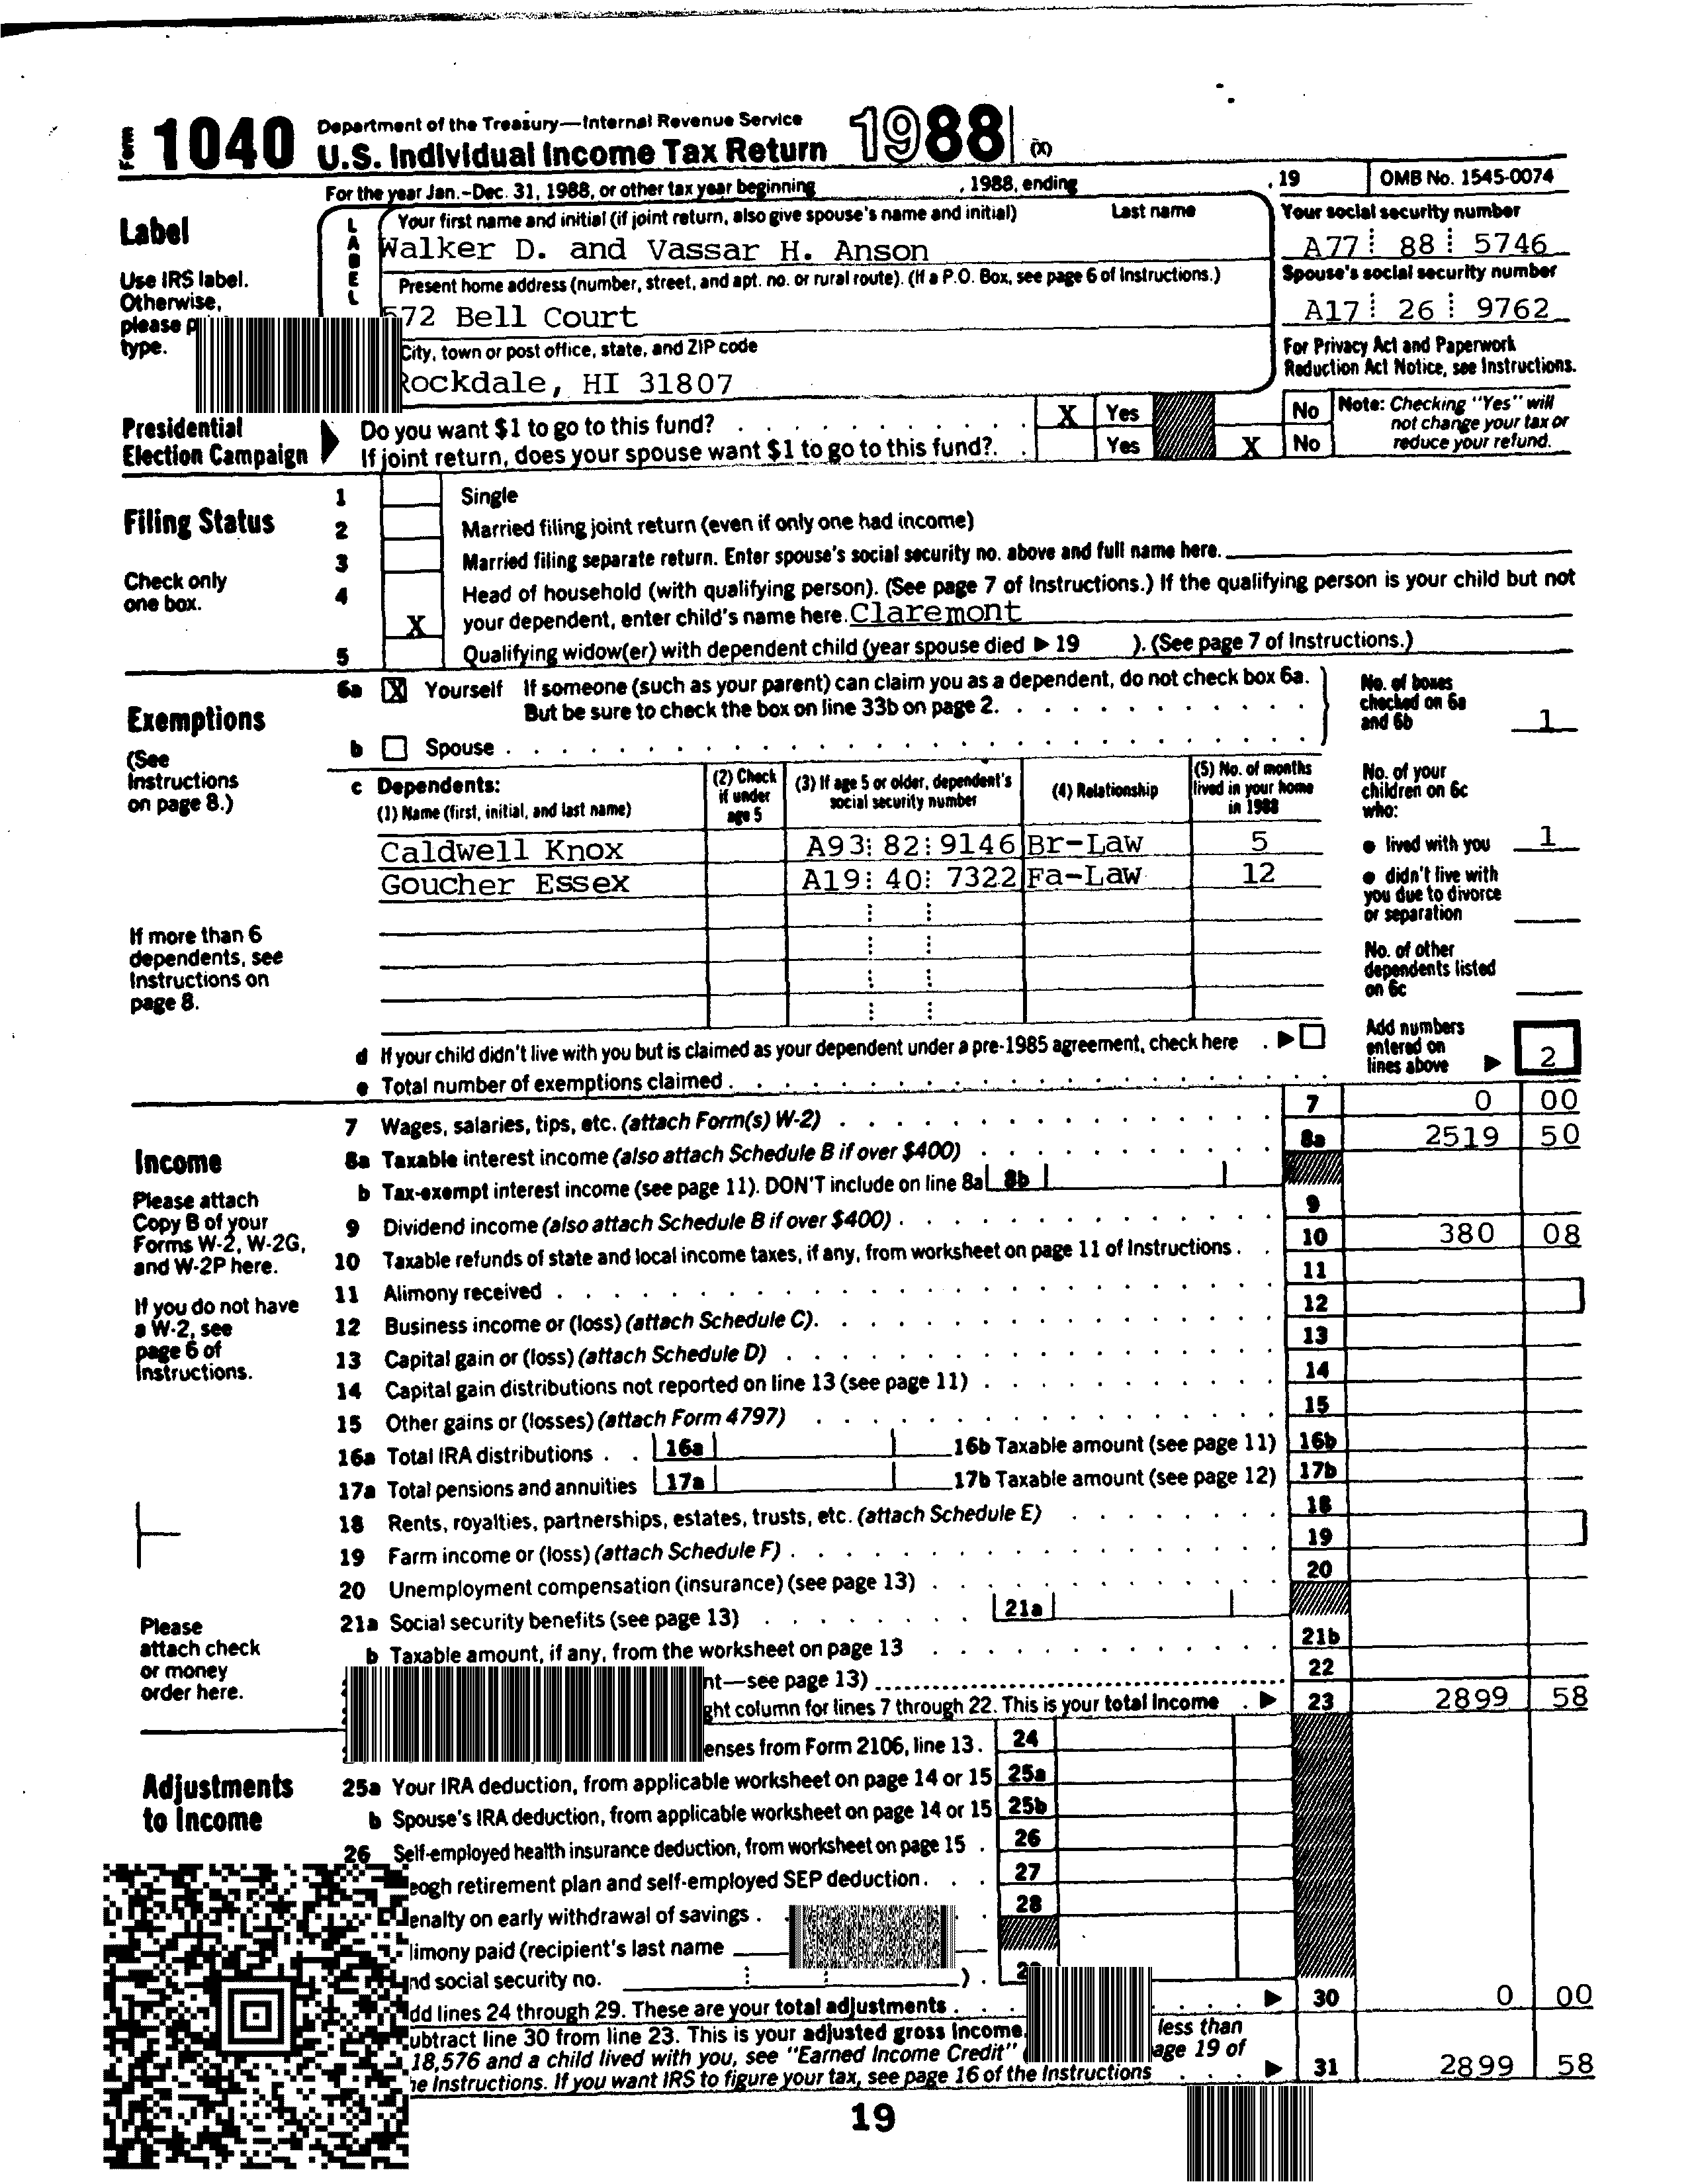 Form 1040 Department of the Treasury—Internal Revenue Service
U.S. Individual Income Tax Return 1988 (X)
For the year Jan.-Dec. 31, 1988, or other tax year beginning , 1988, ending , 19 OMB No. 1545-0074
Label
Use IRS label.
Otherwise,
please p
type.
LABEL
Your first name and initial (if joint return, also give spouse's name and initial) Last name
Walker D. and Vassar H. Anson
Your social security number
A77 88 5746
Present home address (number, street, and apt. no. or rural route). (If a P.O. Box, see page 6 of Instructions.)
572 Bell Court
Spouse's social security number
A17 26 9762
City, town or post office, state, and ZIP code
Rockdale, HI 31807
For Privacy Act and Paperwork
Reduction Act Notice, see Instructions.
Presidential
Election Campaign
Do you want $1 to go to this fund? X Yes No
If joint return, does your spouse want $1 to go to this fund?. Yes X No
Note: Checking "Yes" will
not change your tax or
reduce your refund.
Filing Status
Check only
one box.
1 Single
2 Married filing joint return (even if only one had income)
3 Married filing separate return. Enter spouse's social security no. above and full name here.
4 Head of household (with qualifying person). (See page 7 of Instructions.) If the qualifying person is your child but not
X your dependent, enter child's name here. Claremont
5 Qualifying widow(er) with dependent child (year spouse died ▶ 19 ). (See page 7 of Instructions.)
Exemptions
(See
Instructions
on page 8.)
6a X Yourself If someone (such as your parent) can claim you as a dependent, do not check box 6a.
But be sure to check the box on line 33b on page 2.
b Spouse
No. of boxes
checked on 6a
and 6b 1
c Dependents:
(1) Name (first, initial, and last name)
(2) Check
if under
age 5
(3) If age 5 or older, dependent's
social security number
(4) Relationship
(5) No. of months
lived in your home
in 1988
Caldwell Knox A93 82 9146 Br-Law 5
Goucher Essex A19 40 7322 Fa-Law 12
No. of your
children on 6c
who:
● lived with you 1
● didn't live with
you due to divorce
or separation
No. of other
dependents listed
on 6c
If more than 6
dependents, see
Instructions on
page 8.
d If your child didn't live with you but is claimed as your dependent under a pre-1985 agreement, check here ▶
e Total number of exemptions claimed
Add numbers
entered on
lines above ▶ 2
Income
Please attach
Copy B of your
Forms W-2, W-2G,
and W-2P here.
If you do not have
a W-2, see
page 6 of
Instructions.
Please
attach check
or money
order here.
7 Wages, salaries, tips, etc. (attach Form(s) W-2) 7 0 00
8a Taxable interest income (also attach Schedule B if over $400) 8a 2519 50
b Tax-exempt interest income (see page 11). DON'T include on line 8a 8b
9 Dividend income (also attach Schedule B if over $400) 9
10 Taxable refunds of state and local income taxes, if any, from worksheet on page 11 of Instructions 10 380 08
11 Alimony received 11
12 Business income or (loss) (attach Schedule C) 12
13 Capital gain or (loss) (attach Schedule D) 13
14 Capital gain distributions not reported on line 13 (see page 11) 14
15 Other gains or (losses) (attach Form 4797) 15
16a Total IRA distributions 16a 16b Taxable amount (see page 11) 16b
17a Total pensions and annuities 17a 17b Taxable amount (see page 12) 17b
18 Rents, royalties, partnerships, estates, trusts, etc. (attach Schedule E) 18
19 Farm income or (loss) (attach Schedule F) 19
20 Unemployment compensation (insurance) (see page 13) 20
21a Social security benefits (see page 13) 21a
b Taxable amount, if any, from the worksheet on page 13 21b
nt—see page 13) 22
ght column for lines 7 through 22. This is your total income ▶ 23 2899 58
Adjustments
to Income
enses from Form 2106, line 13. 24
25a Your IRA deduction, from applicable worksheet on page 14 or 15 25a
b Spouse's IRA deduction, from applicable worksheet on page 14 or 15 25b
26 Self-employed health insurance deduction, from worksheet on page 15 26
eogh retirement plan and self-employed SEP deduction 27
enalty on early withdrawal of savings 28
limony paid (recipient's last name
nd social security no. )
dd lines 24 through 29. These are your total adjustments ▶ 30 0 00
ubtract line 30 from line 23. This is your adjusted gross income. less than
18,576 and a child lived with you, see "Earned Income Credit" ( age 19 of
he Instructions. If you want IRS to figure your tax, see page 16 of the Instructions ▶ 31 2899 58
19